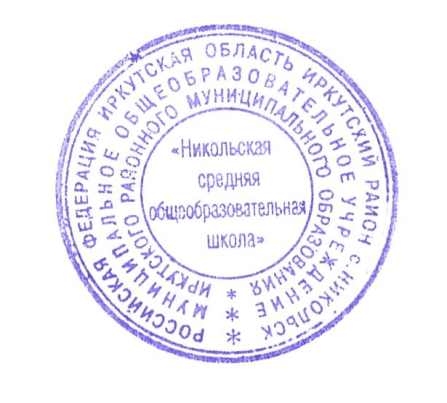 РОССИЙСКАЯ ФЕДЕРАЦИЯ ИРКУТСКАЯ ОБЛАСТЬ ИРКУТСКИЙ РАЙОН С.НИКОЛЬСК
МУНИЦИПАЛЬНОЕ ОБЩЕОБРАЗОВАТЕЛЬНОЕ УЧРЕЖДЕНИЕ
ИРКУТСКОГО РАЙОННОГО МУНИЦИПАЛЬНОГО ОБРАЗОВАНИЯ
«Никольская
средняя
общеобразовательная
школа»
* * *